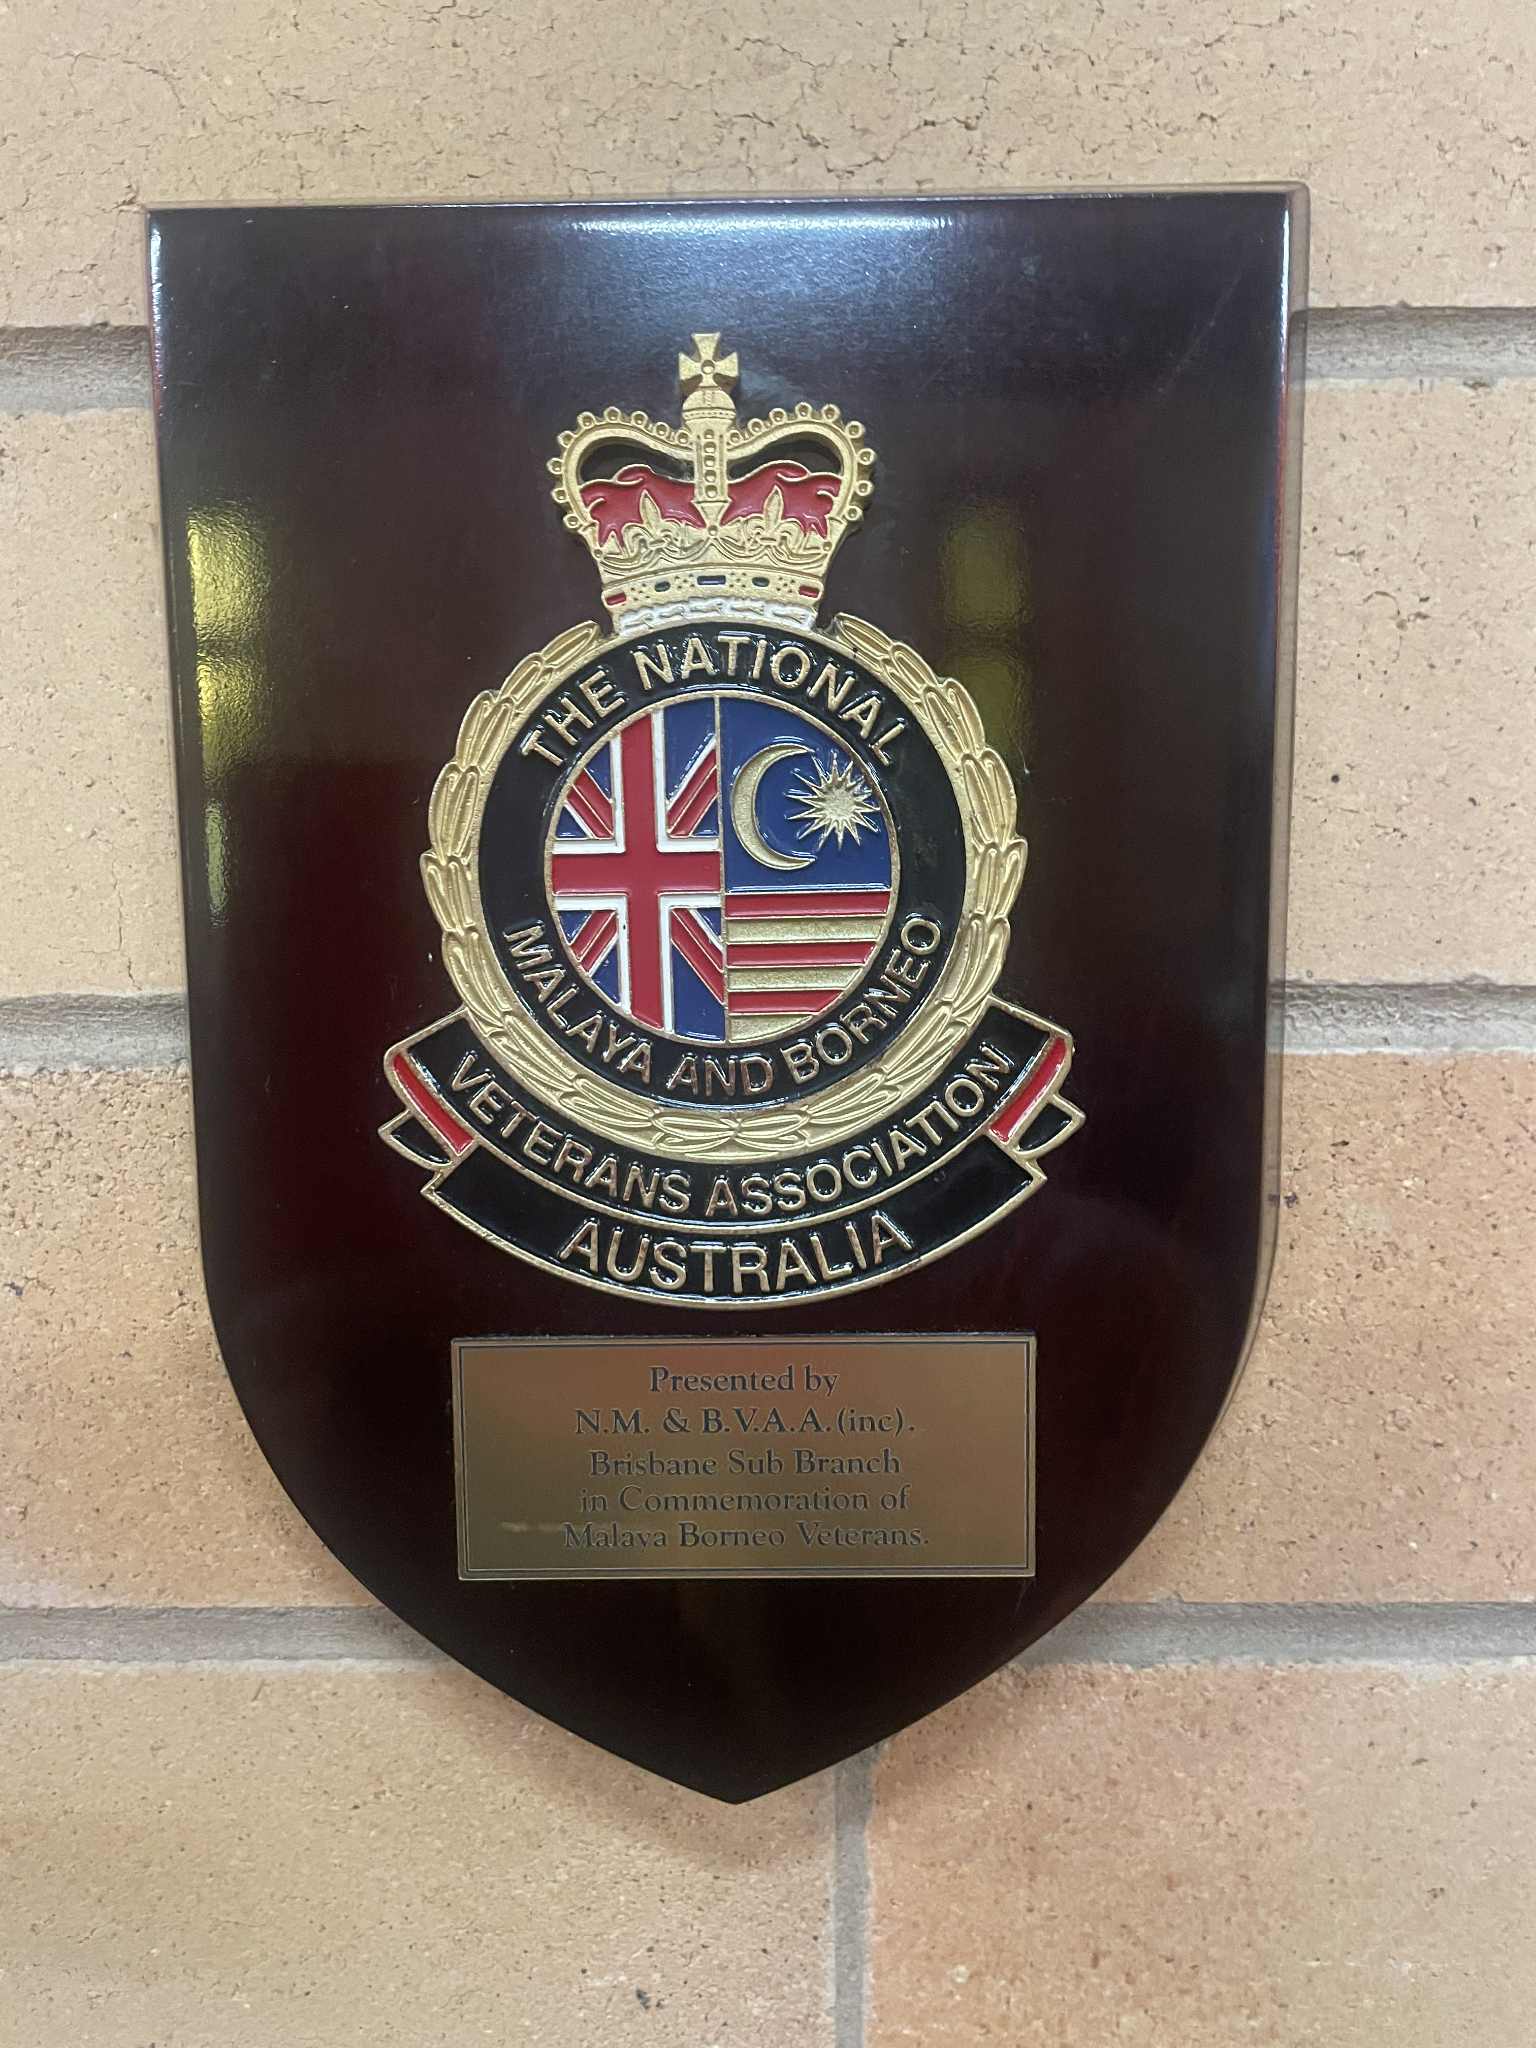 THE NATIONAL
MALAYA AND BORNEO
VETERANS ASSOCIATION
AUSTRALIA
Presented by
N.M. & B.V.A.A.(inc).
Brisbane Sub Branch
in Commemoration of
Malaya Borneo Veterans.